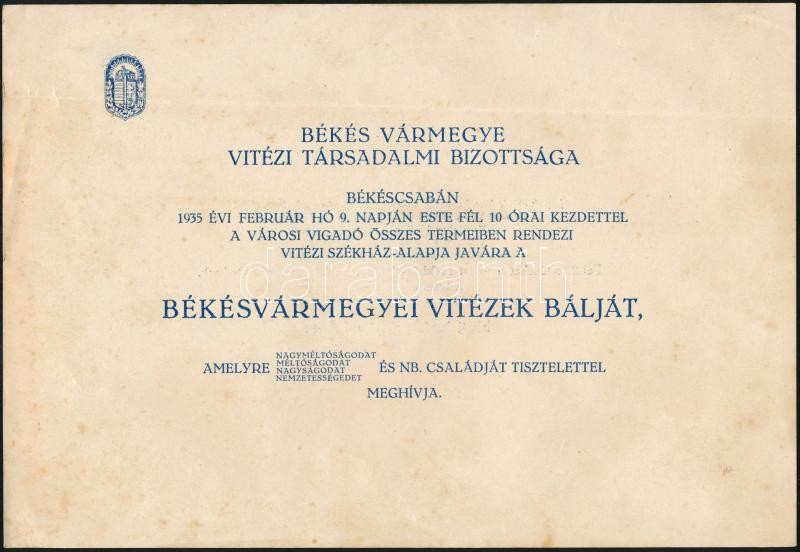 BÉKÉS VÁRMEGYE
VITÉZI TÁRSADALMI BIZOTTSÁGA
BÉKÉSCSABÁN
1935 ÉVI FEBRUÁR HÓ 9. NAPJÁN ESTE FÉL 10 ÓRAI KEZDETTEL
A VÁROSI VIGADÓ ÖSSZES TERMEIBEN RENDEZI
VITÉZI SZÉKHÁZ-ALAPJA JAVÁRA A
darabanth
BÉKÉSVÁRMEGYEI VITÉZEK BÁLJÁT,
AMELYRE
NAGYMÉLTÓSÁGODAT
MÉLTÓSÁGODAT
NAGYSÁGODAT
NEMZETESSÉGEDET
ÉS NB. CSALÁDJÁT TISZTELETTEL
MEGHÍVJA.